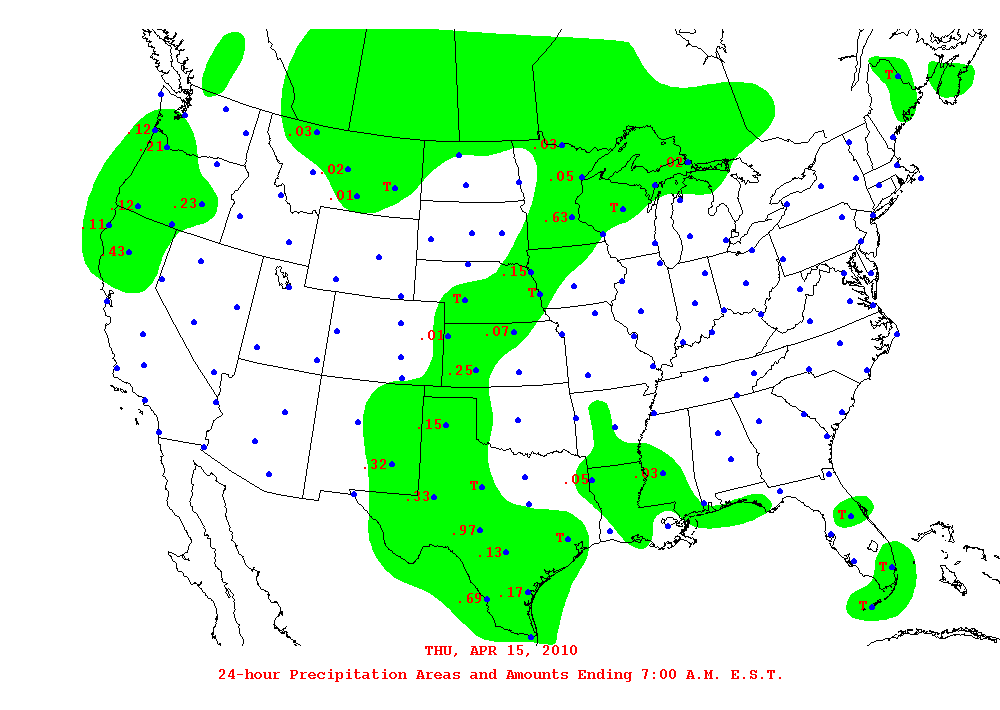 T
.12
.03
.21
.03
.02
.02
.05
.01
T
.12
.23
T
.63
.11
43
.15
T
T
.01
.07
.25
.15
.32
.05
.03
T
.33
T
.97
T
.13
T
.17
.69
T
THU, APR 15, 2010
24-hour Precipitation Areas and Amounts Ending 7:00 A.M. E.S.T.